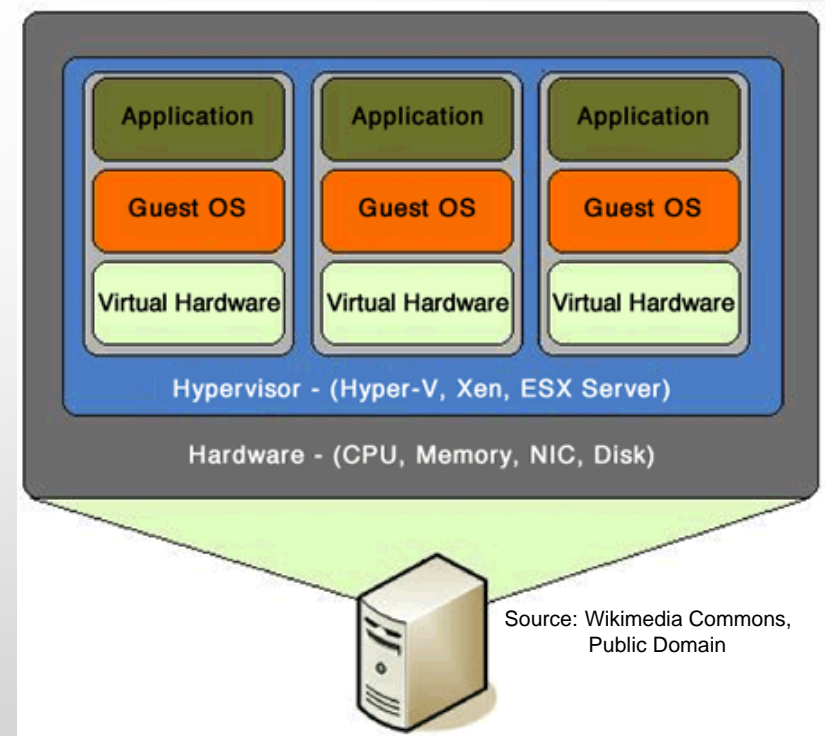 Application Application Application
Guest OS Guest OS Guest OS
Virtual Hardware Virtual Hardware Virtual Hardware
Hypervisor - (Hyper-V, Xen, ESX Server)
Hardware - (CPU, Memory, NIC, Disk)
Source: Wikimedia Commons,
Public Domain